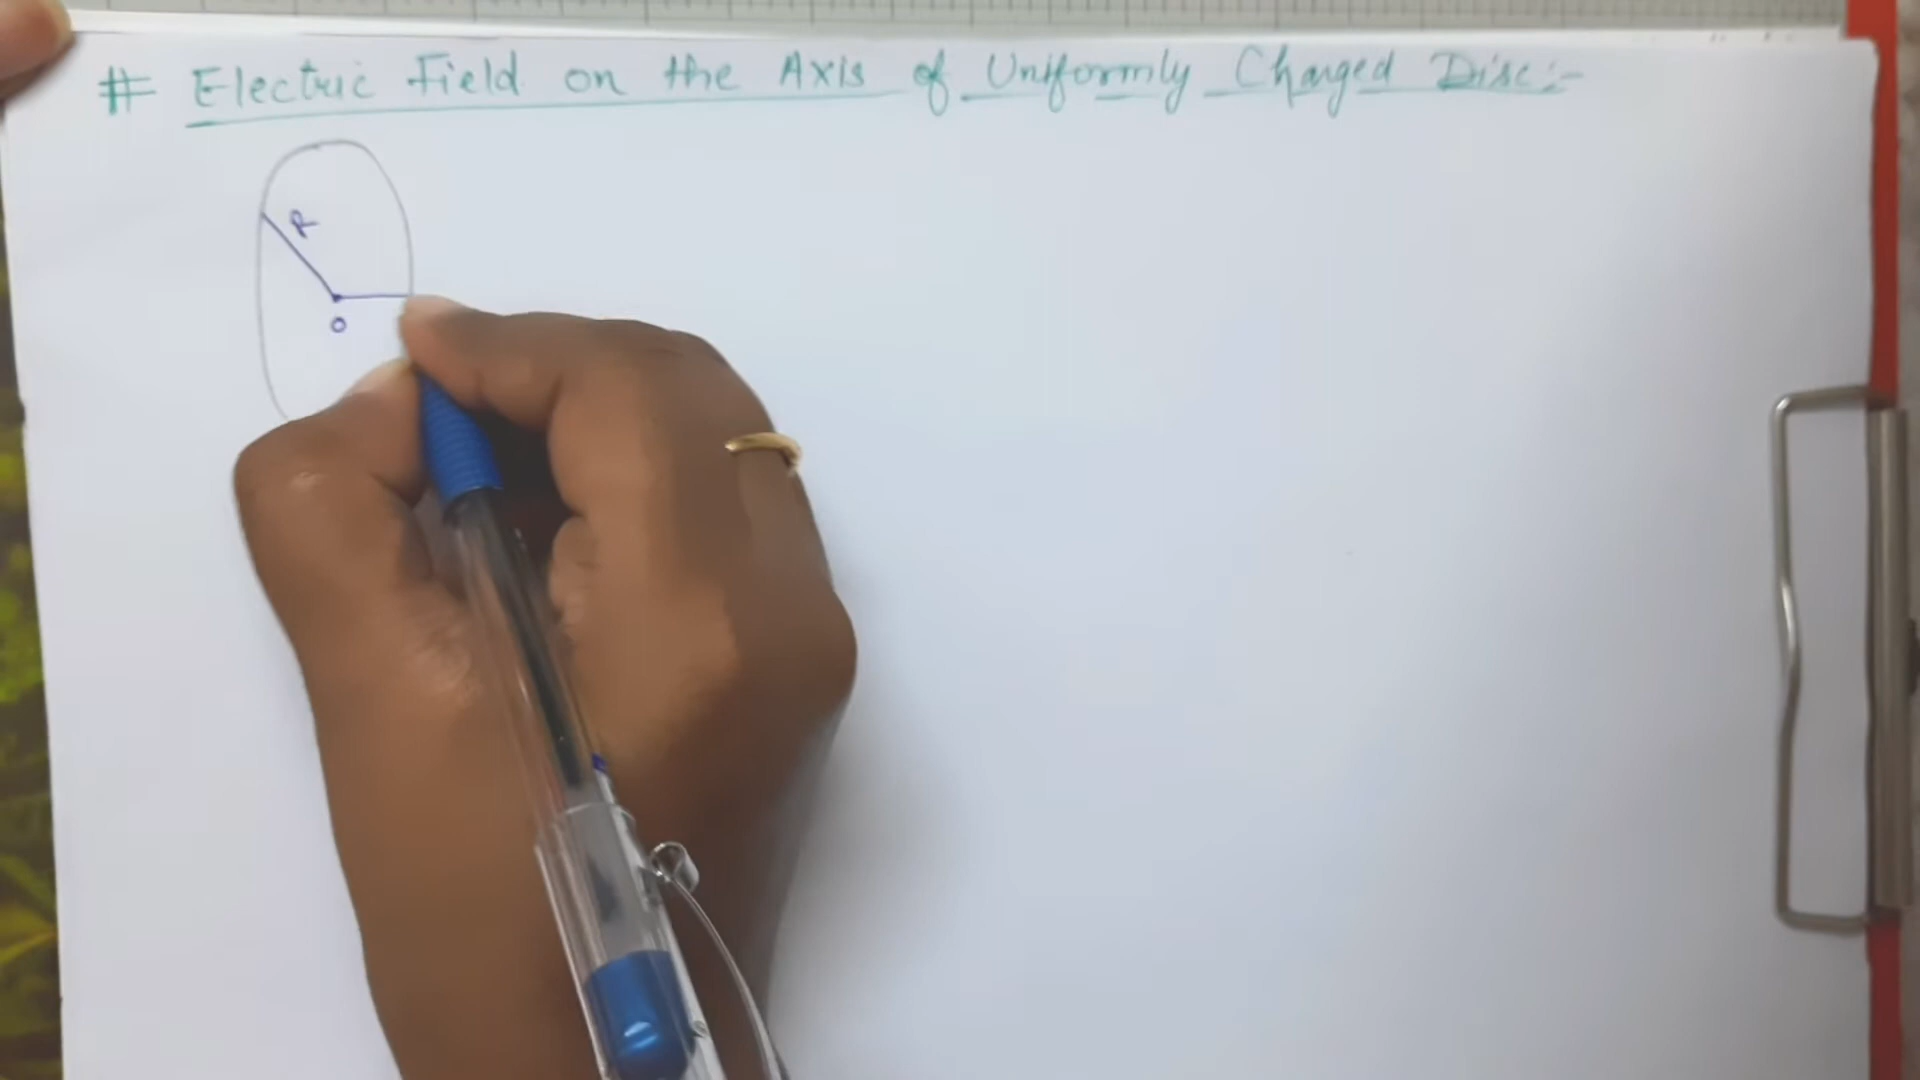 # Electric Field on the Axis of Uniformly Charged Disc:-
R
O